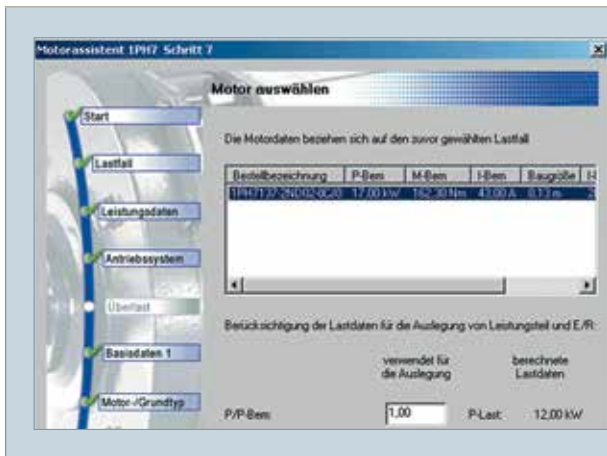 Motorassistent 1PH7 Schritt 7
Motor auswählen
Start
Lastfall
Leistungsdaten
Antriebssystem
Überlast
Basisdaten 1
Motor-/Grundtyp
Die Motordaten beziehen sich auf den zuvor gewählten Lastfall
Bestellbezeichnung P-Bem M-Bem I-Bem Baugröße
17,00 kW 162,30 Nm 43,00 A 0,13 m
Berücksichtigung der Lastdaten für die Auslegung von Leistungsteil und E/R:
verwendet für die Auslegung
berechnete Lastdaten
P/P-Bem: 1,00 P-Last: 12,00 kW